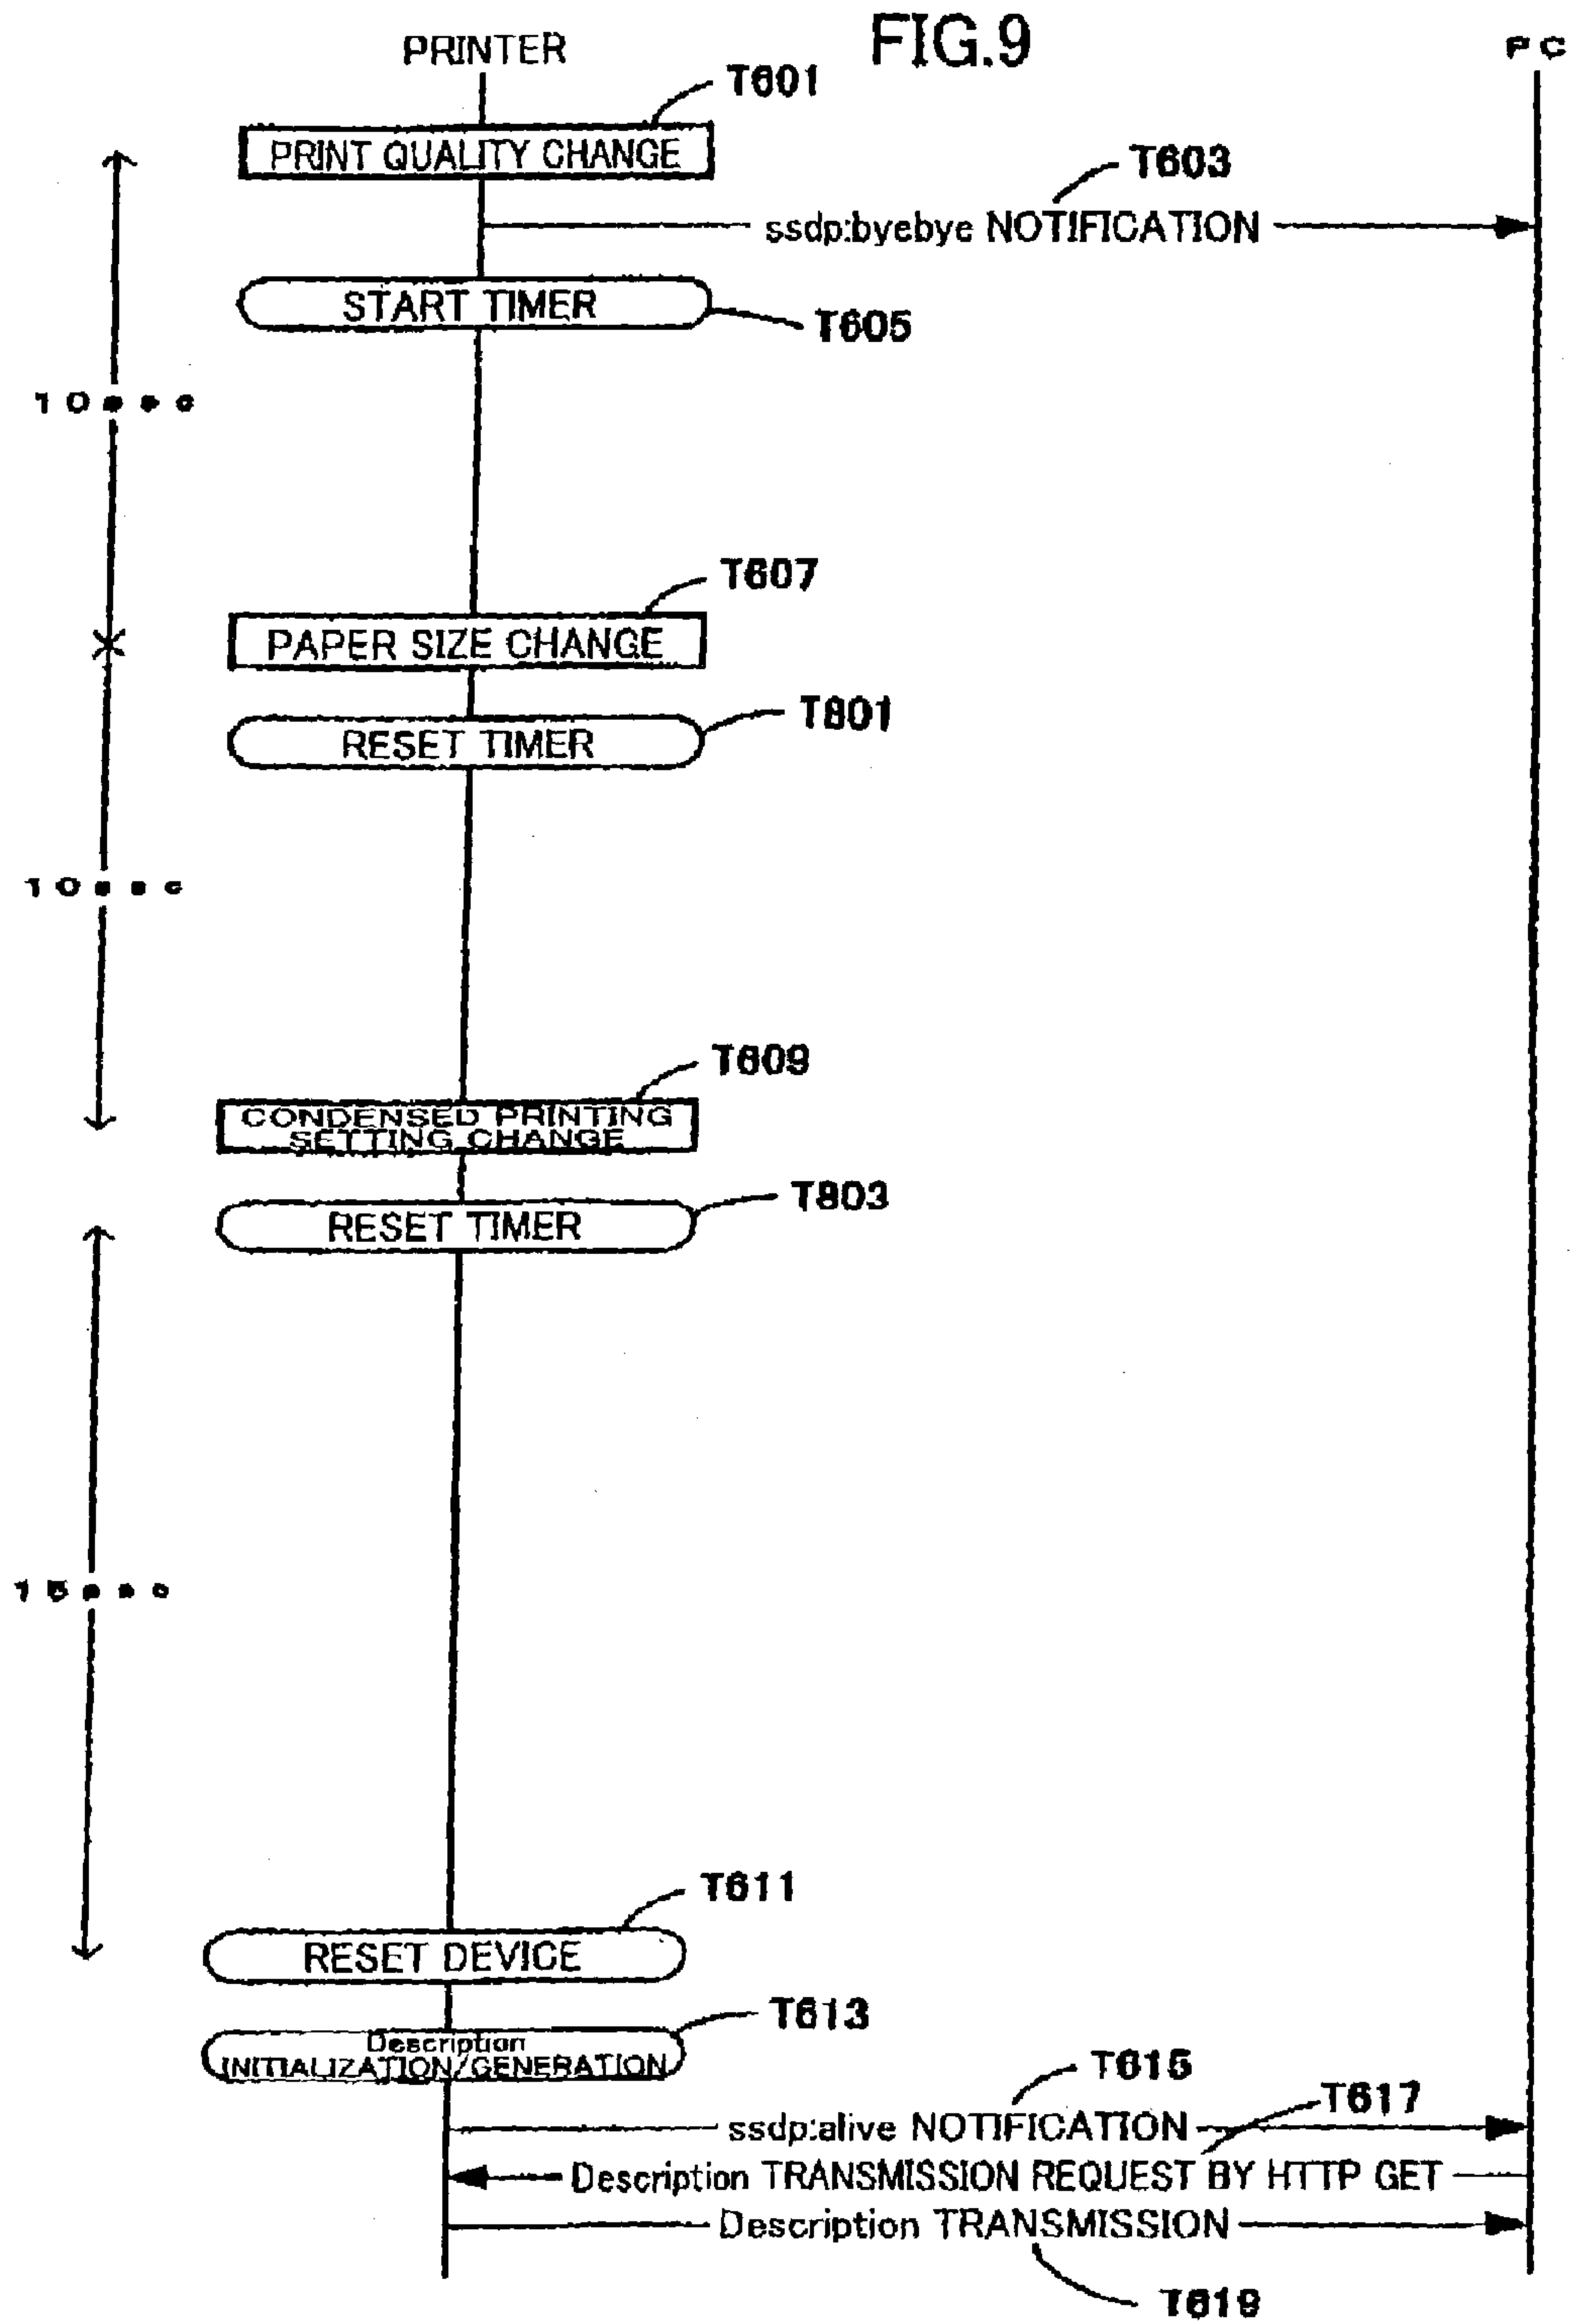 FIG.9
PRINTER
PC
T601
PRINT QUALITY CHANGE
T603
ssdp:byebye NOTIFICATION
START TIMER
T605
10sec
T607
PAPER SIZE CHANGE
T801
RESET TIMER
10sec
T609
CONDENSED PRINTING
SETTING CHANGE
T803
RESET TIMER
15sec
T611
RESET DEVICE
T613
Description
INITIALIZATION/GENERATION
T615
T617
ssdp:alive NOTIFICATION
Description TRANSMISSION REQUEST BY HTTP GET
Description TRANSMISSION
T619